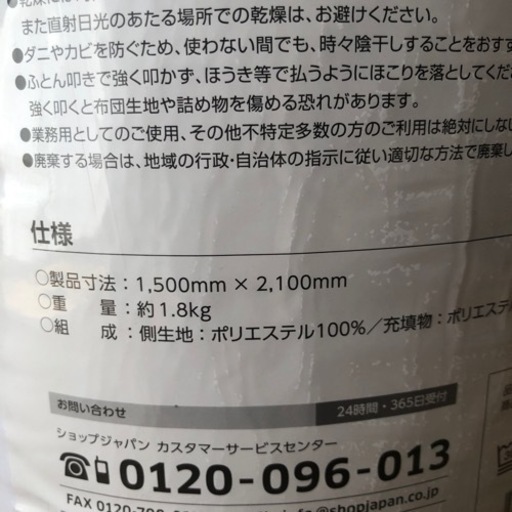 また直射日光のあたる場所での乾燥は、お避けください。
●ダニやカビを防ぐため、使わない間でも、時々陰干しすることをおすす
●ふとん叩きで強く叩かず、ほうき等で払うようにほこりを落としてくだ
強く叩くと布団生地や詰め物を傷める恐れがあります。
●業務用としてのご使用、その他不特定多数の方のご利用は絶対にしない
●廃棄する場合は、地域の行政・自治体の指示に従い適切な方法で廃棄し
仕様
○製品寸法：1,500mm × 2,100mm
○重　　量：約1.8kg
○組　　成：側生地：ポリエステル100%／充填物：ポリエステ
お問い合わせ
24時間・365日受付
ショップジャパン カスタマーサービスセンター
0120-096-013
FAX 0120-
@shopjapan.co.jp